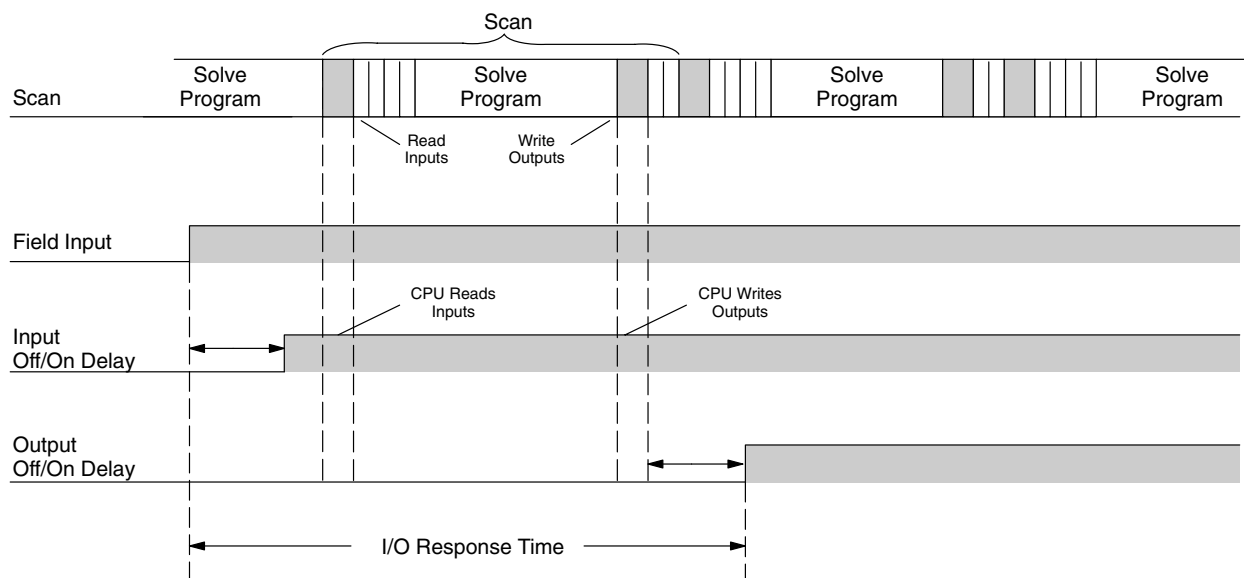 Scan
Scan
Solve
Program
Solve
Program
Solve
Program
Solve
Program
Read
Inputs
Write
Outputs
Field Input
CPU Reads
Inputs
CPU Writes
Outputs
Input
Off/On Delay
Output
Off/On Delay
I/O Response Time